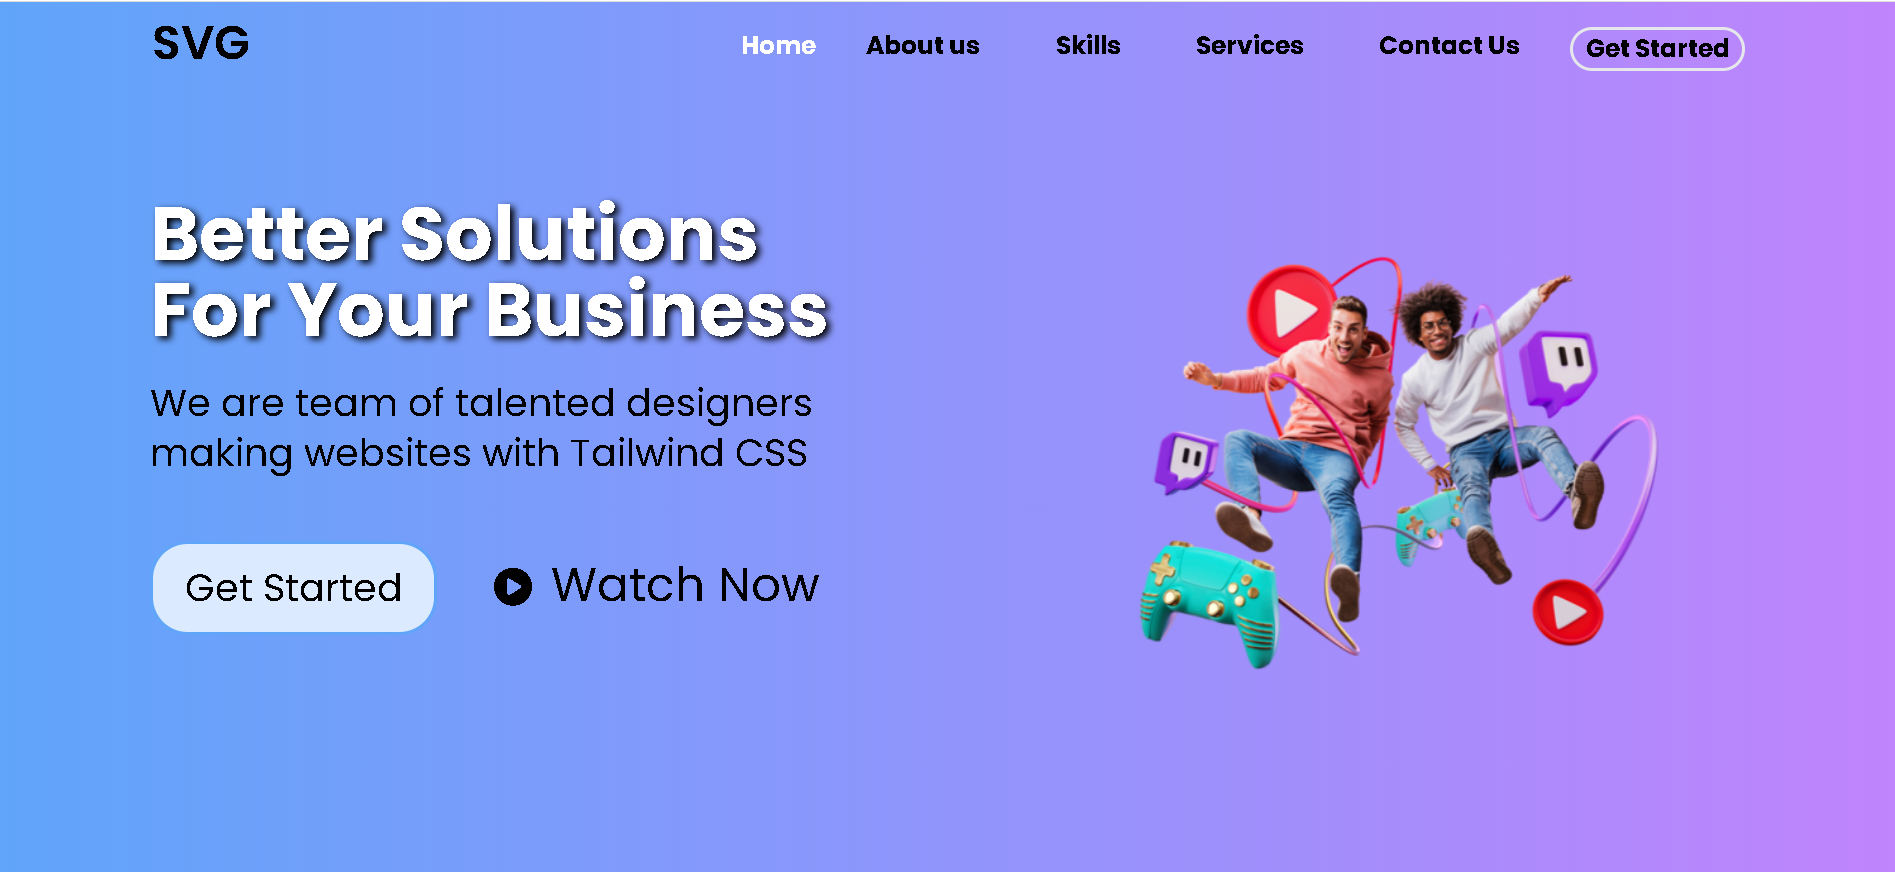 SVG
Home
About us
Skills
Services
Contact Us
Get Started
Better Solutions
For Your Business
We are team of talented designers
making websites with Tailwind CSS
Get Started
Watch Now